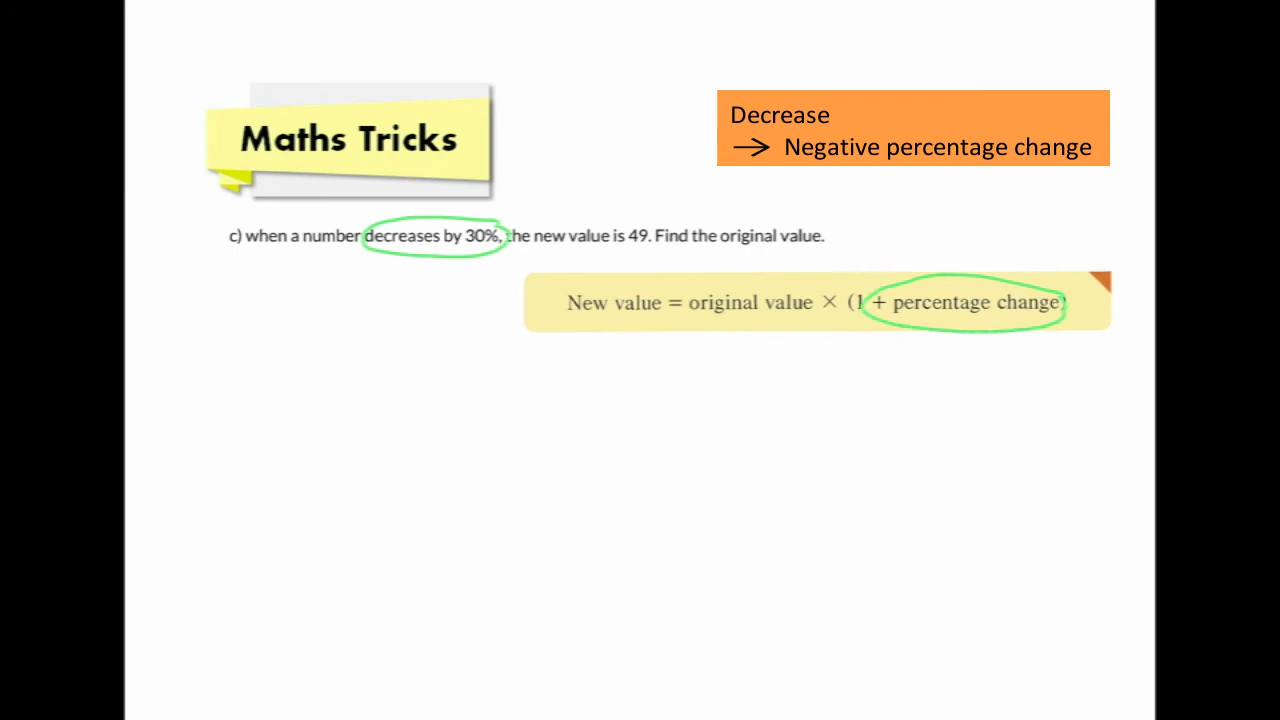 Maths Tricks
Decrease
→ Negative percentage change
c) when a number decreases by 30%, the new value is 49. Find the original value.
New value = original value × (1 + percentage change)